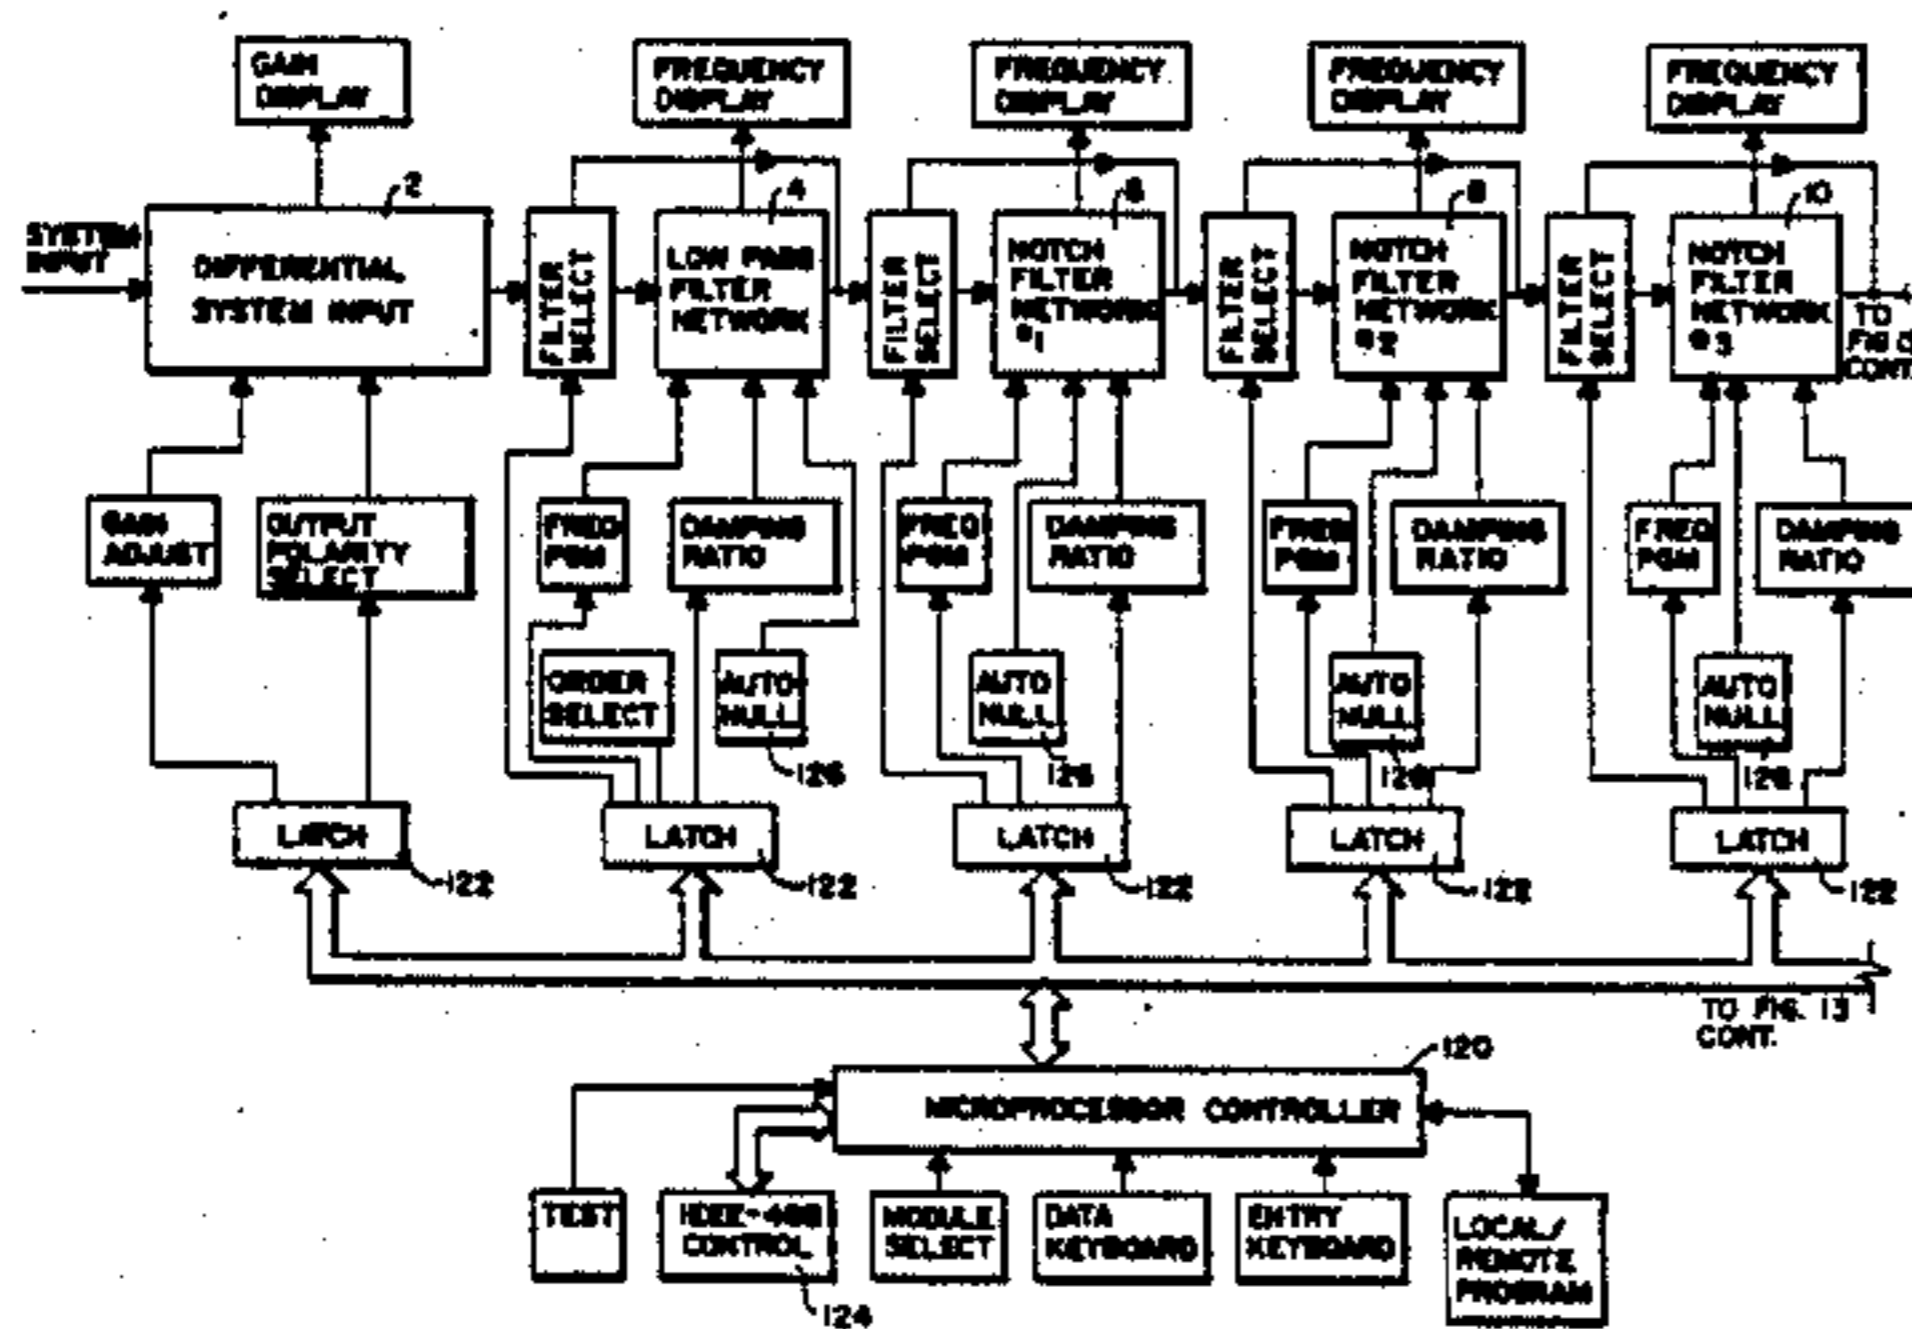 GAIN
DISPLAY
FREQUENCY
DISPLAY
FREQUENCY
DISPLAY
FREQUENCY
DISPLAY
FREQUENCY
DISPLAY
2
4
6
8
10
SYSTEM
INPUT
DIFFERENTIAL
SYSTEM INPUT
FILTER
SELECT
LOW PASS
FILTER
NETWORK
FILTER
SELECT
NOTCH
FILTER
NETWORK
#1
FILTER
SELECT
NOTCH
FILTER
NETWORK
#2
FILTER
SELECT
NOTCH
FILTER
NETWORK
#3
TO
CONT.
GAIN
ADJUST
OUTPUT
POLARITY
SELECT
FREQ
PGM
DAMPING
RATIO
FREQ
PGM
DAMPING
RATIO
FREQ
PGM
DAMPING
RATIO
FREQ
PGM
DAMPING
RATIO
ORDER
SELECT
AUTO
NULL
126
AUTO
NULL
126
AUTO
NULL
126
AUTO
NULL
126
LATCH
122
LATCH
122
LATCH
122
LATCH
122
LATCH
122
TO FIG. 13
CONT.
120
MICROPROCESSOR CONTROLLER
TEST
CONTROL
124
MODULE
SELECT
DATA
KEYBOARD
ENTRY
KEYBOARD
LOCAL/
REMOTE
PROGRAM